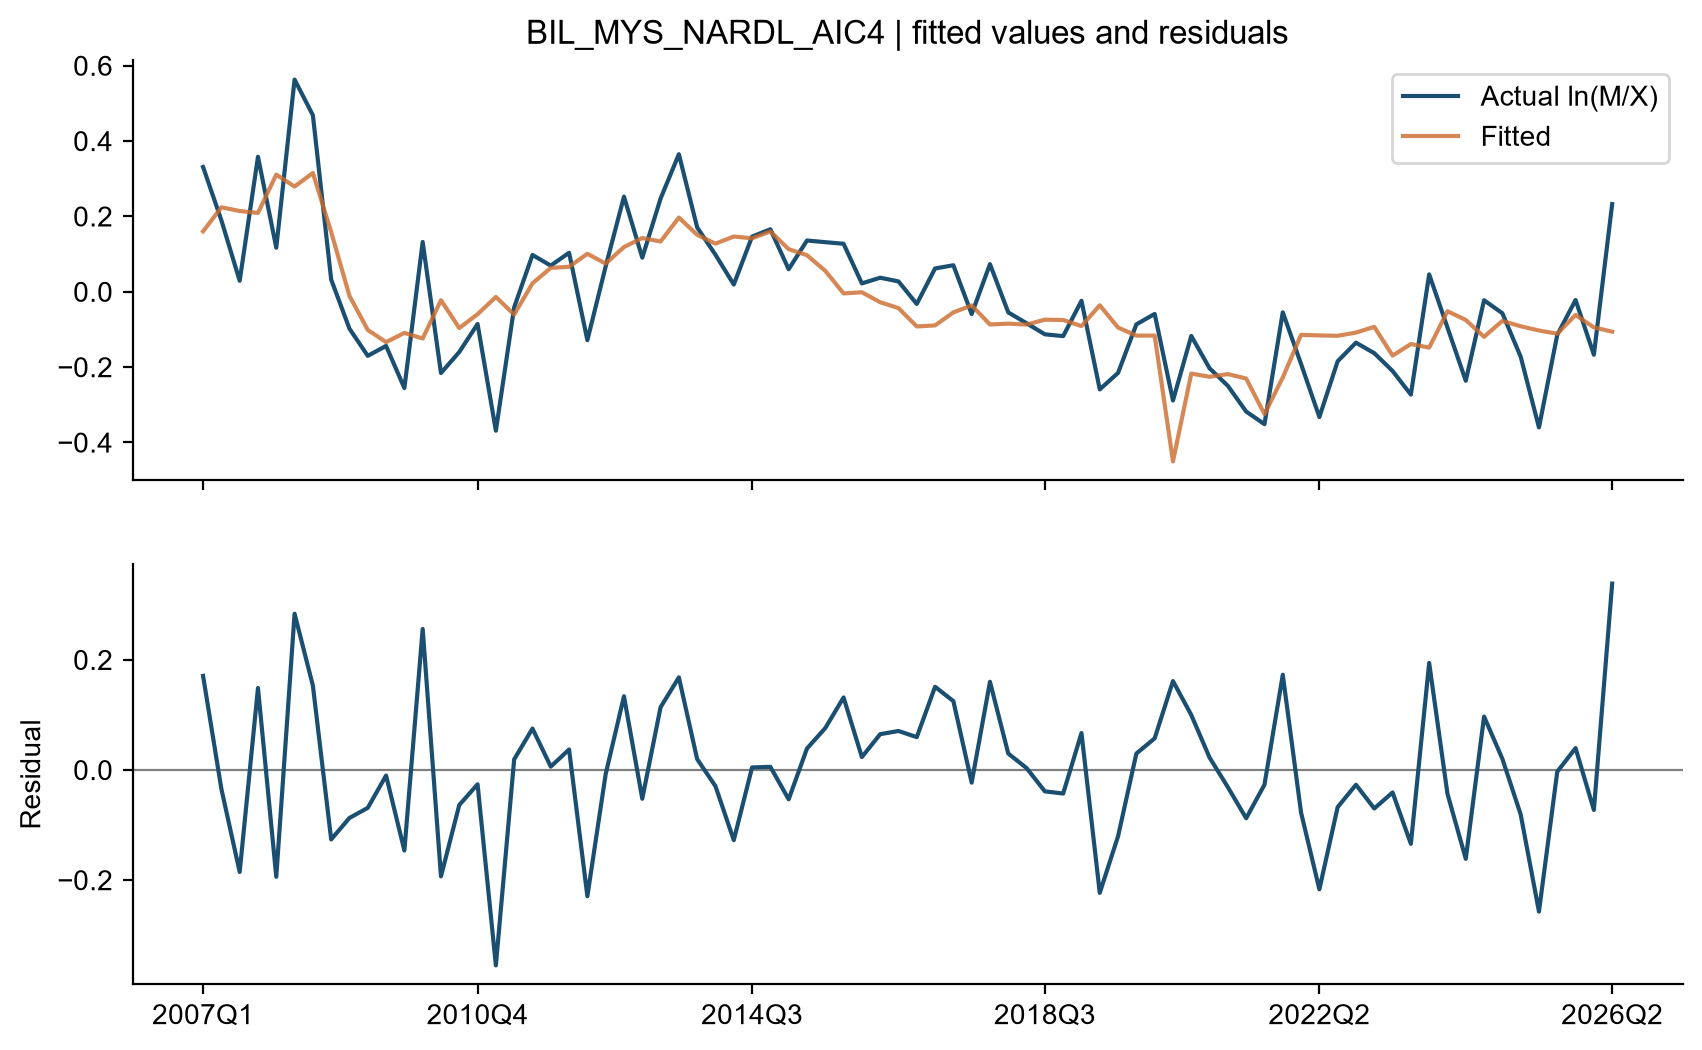 BIL_MYS_NARDL_AIC4 | fitted values and residuals
0.6
0.4
0.2
0.0
−0.2
−0.4
Actual ln(M/X)
Fitted
Residual
0.2
0.0
−0.2
2007Q1 2010Q4 2014Q3 2018Q3 2022Q2 2026Q2